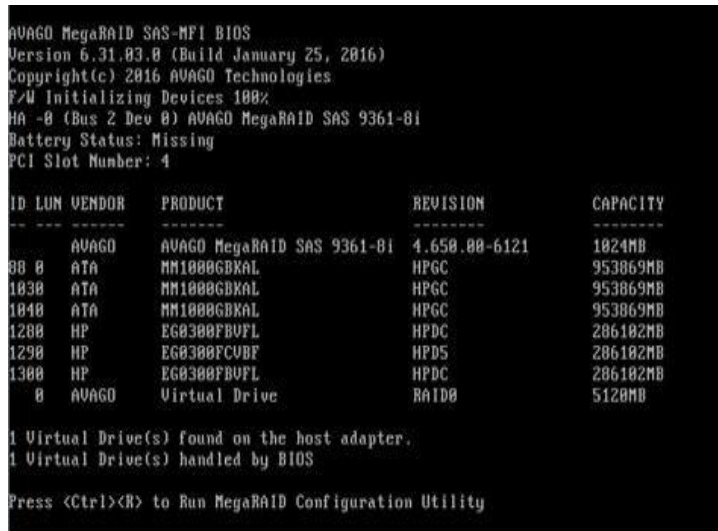 AVAGO MegaRAID SAS-MFI BIOS
Version 6.31.03.0 (Build January 25, 2016)
Copyright(c) 2016 AVAGO Technologies
F/W Initializing Devices 100%
HA -0 (Bus 2 Dev 0) AVAGO MegaRAID SAS 9361-8i
Battery Status: Missing
PCI Slot Number: 4
ID LUN VENDOR PRODUCT REVISION CAPACITY
-- --- ------ ------- -------- --------
AVAGO AVAGO MegaRAID SAS 9361-8i 4.650.00-6121 1024MB
88 0 ATA MM1000GBKAL HPGC 953869MB
1030 ATA MM1000GBKAL HPGC 953869MB
1040 ATA MM1000GBKAL HPGC 953869MB
1280 HP EG0300FBVFL HPDC 286102MB
1290 HP EG0300FCVBF HPD5 286102MB
1300 HP EG0300FBVFL HPDC 286102MB
0 AVAGO Virtual Drive RAID0 5120MB
1 Virtual Drive(s) found on the host adapter.
1 Virtual Drive(s) handled by BIOS
Press <Ctrl><R> to Run MegaRAID Configuration Utility